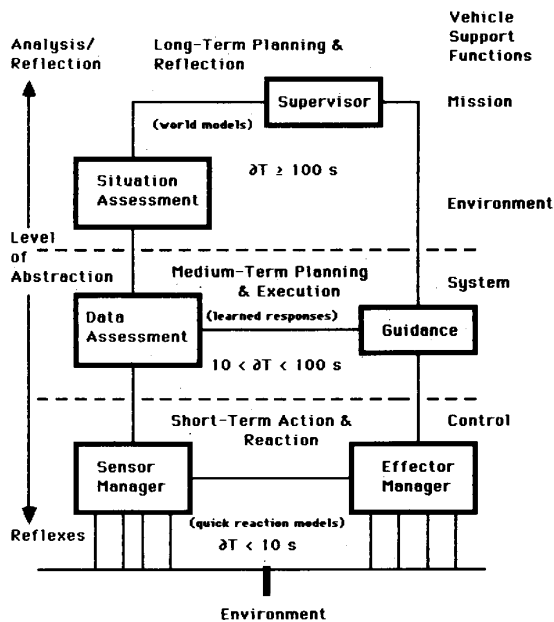 Vehicle
Support
Functions
Analysis/
Reflection
Long-Term Planning &
Reflection
Supervisor
Mission
(world models)
∂T ≥ 100 s
Situation
Assessment
Environment
Level
of
Abstraction
Medium-Term Planning
& Execution
System
Data
Assessment
(learned responses)
Guidance
10 < ∂T < 100 s
Short-Term Action &
Reaction
Control
Sensor
Manager
Effector
Manager
(quick reaction models)
Reflexes
∂T < 10 s
Environment